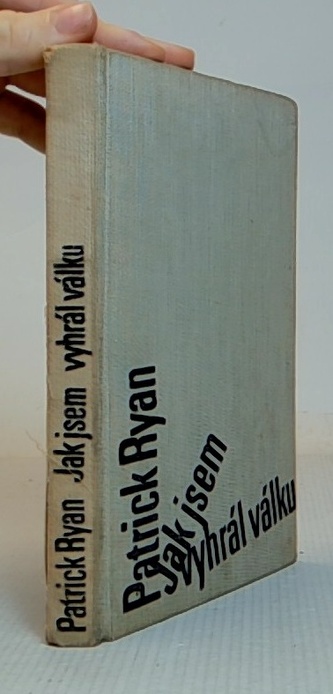 Patrick Ryan Jak jsem vyhrál válku
Patrick Ryan
Jak jsem
vyhrál válku